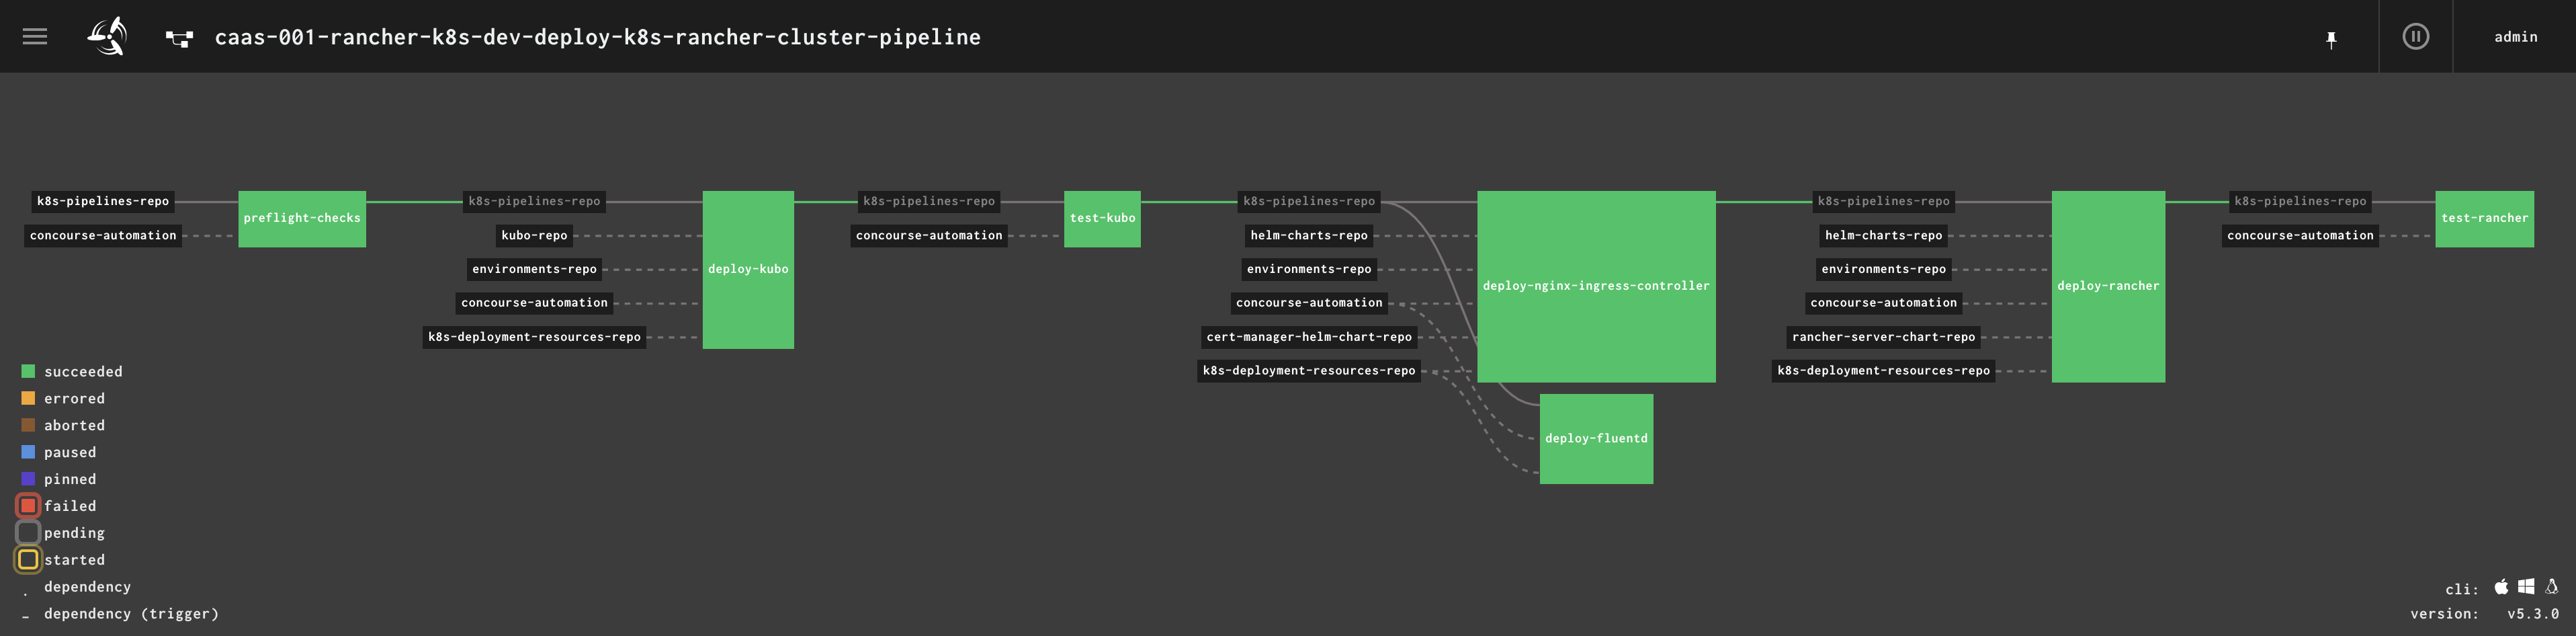 caas-001-rancher-k8s-dev-deploy-k8s-rancher-cluster-pipeline
admin
k8s-pipelines-repo
concourse-automation
preflight-checks
k8s-pipelines-repo
kubo-repo
environments-repo
concourse-automation
k8s-deployment-resources-repo
deploy-kubo
k8s-pipelines-repo
concourse-automation
test-kubo
k8s-pipelines-repo
helm-charts-repo
environments-repo
concourse-automation
cert-manager-helm-chart-repo
k8s-deployment-resources-repo
deploy-nginx-ingress-controller
deploy-fluentd
k8s-pipelines-repo
helm-charts-repo
environments-repo
concourse-automation
rancher-server-chart-repo
k8s-deployment-resources-repo
deploy-rancher
k8s-pipelines-repo
concourse-automation
test-rancher
succeeded
errored
aborted
paused
pinned
failed
pending
started
dependency
dependency (trigger)
cli:
version: v5.3.0